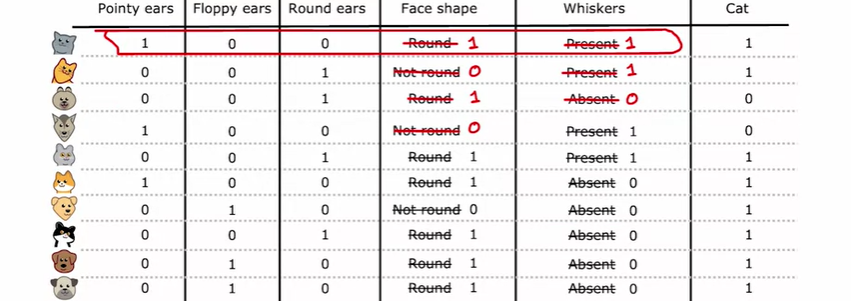 Pointy ears Floppy ears Round ears Face shape Whiskers Cat
1 0 0 Round 1 Present 1 1
0 0 1 Not round 0 Present 1 1
0 0 1 Round 1 Absent 0 0
1 0 0 Not round 0 Present 1 0
0 0 1 Round 1 Present 1 1
1 0 0 Round 1 Absent 0 1
0 1 0 Not round 0 Absent 0 1
0 0 1 Round 1 Absent 0 1
0 1 0 Round 1 Absent 0 1
0 1 0 Round 1 Absent 0 1